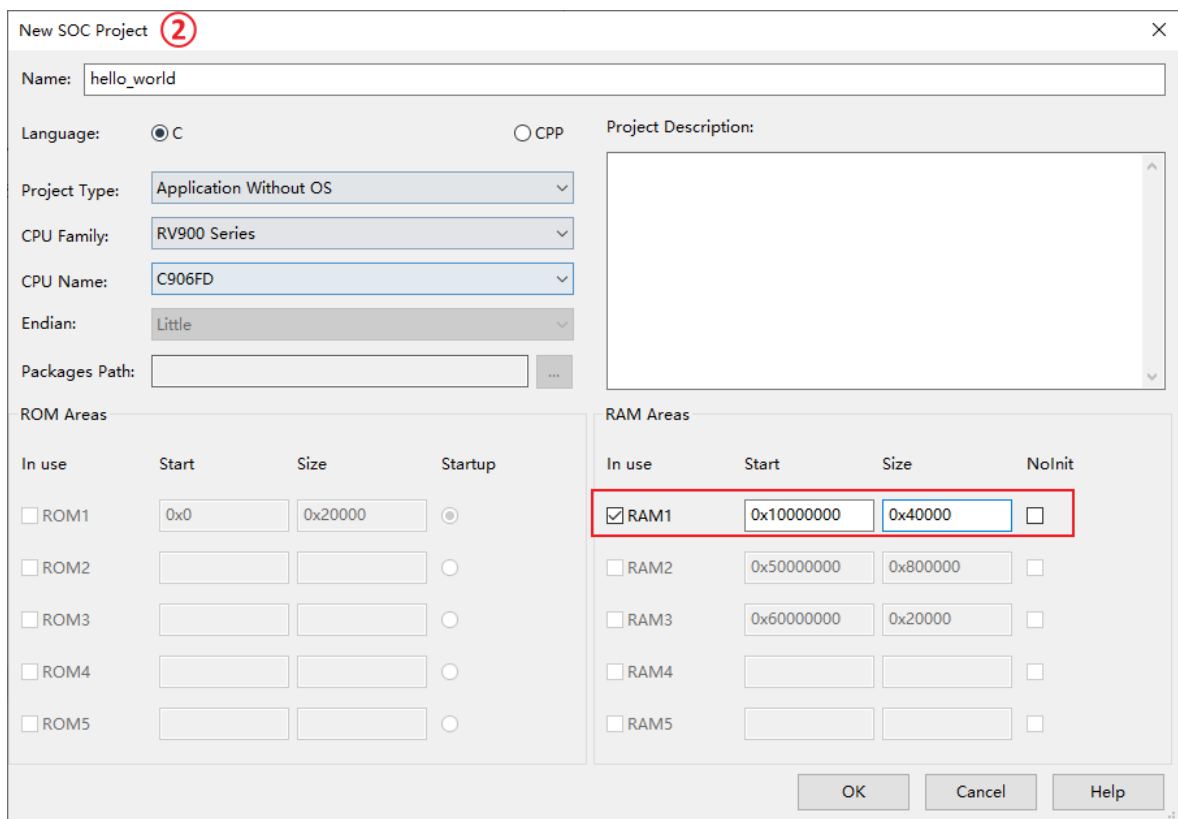 New SOC Project ②
Name: hello_world
Language: C CPP
Project Description:
Project Type: Application Without OS
CPU Family: RV900 Series
CPU Name: C906FD
Endian: Little
Packages Path: ...
ROM Areas
In use Start Size Startup
ROM1 0x0 0x20000
ROM2
ROM3
ROM4
ROM5
RAM Areas
In use Start Size NoInit
RAM1 0x10000000 0x40000
RAM2 0x50000000 0x800000
RAM3 0x60000000 0x20000
RAM4
RAM5
OK Cancel Help